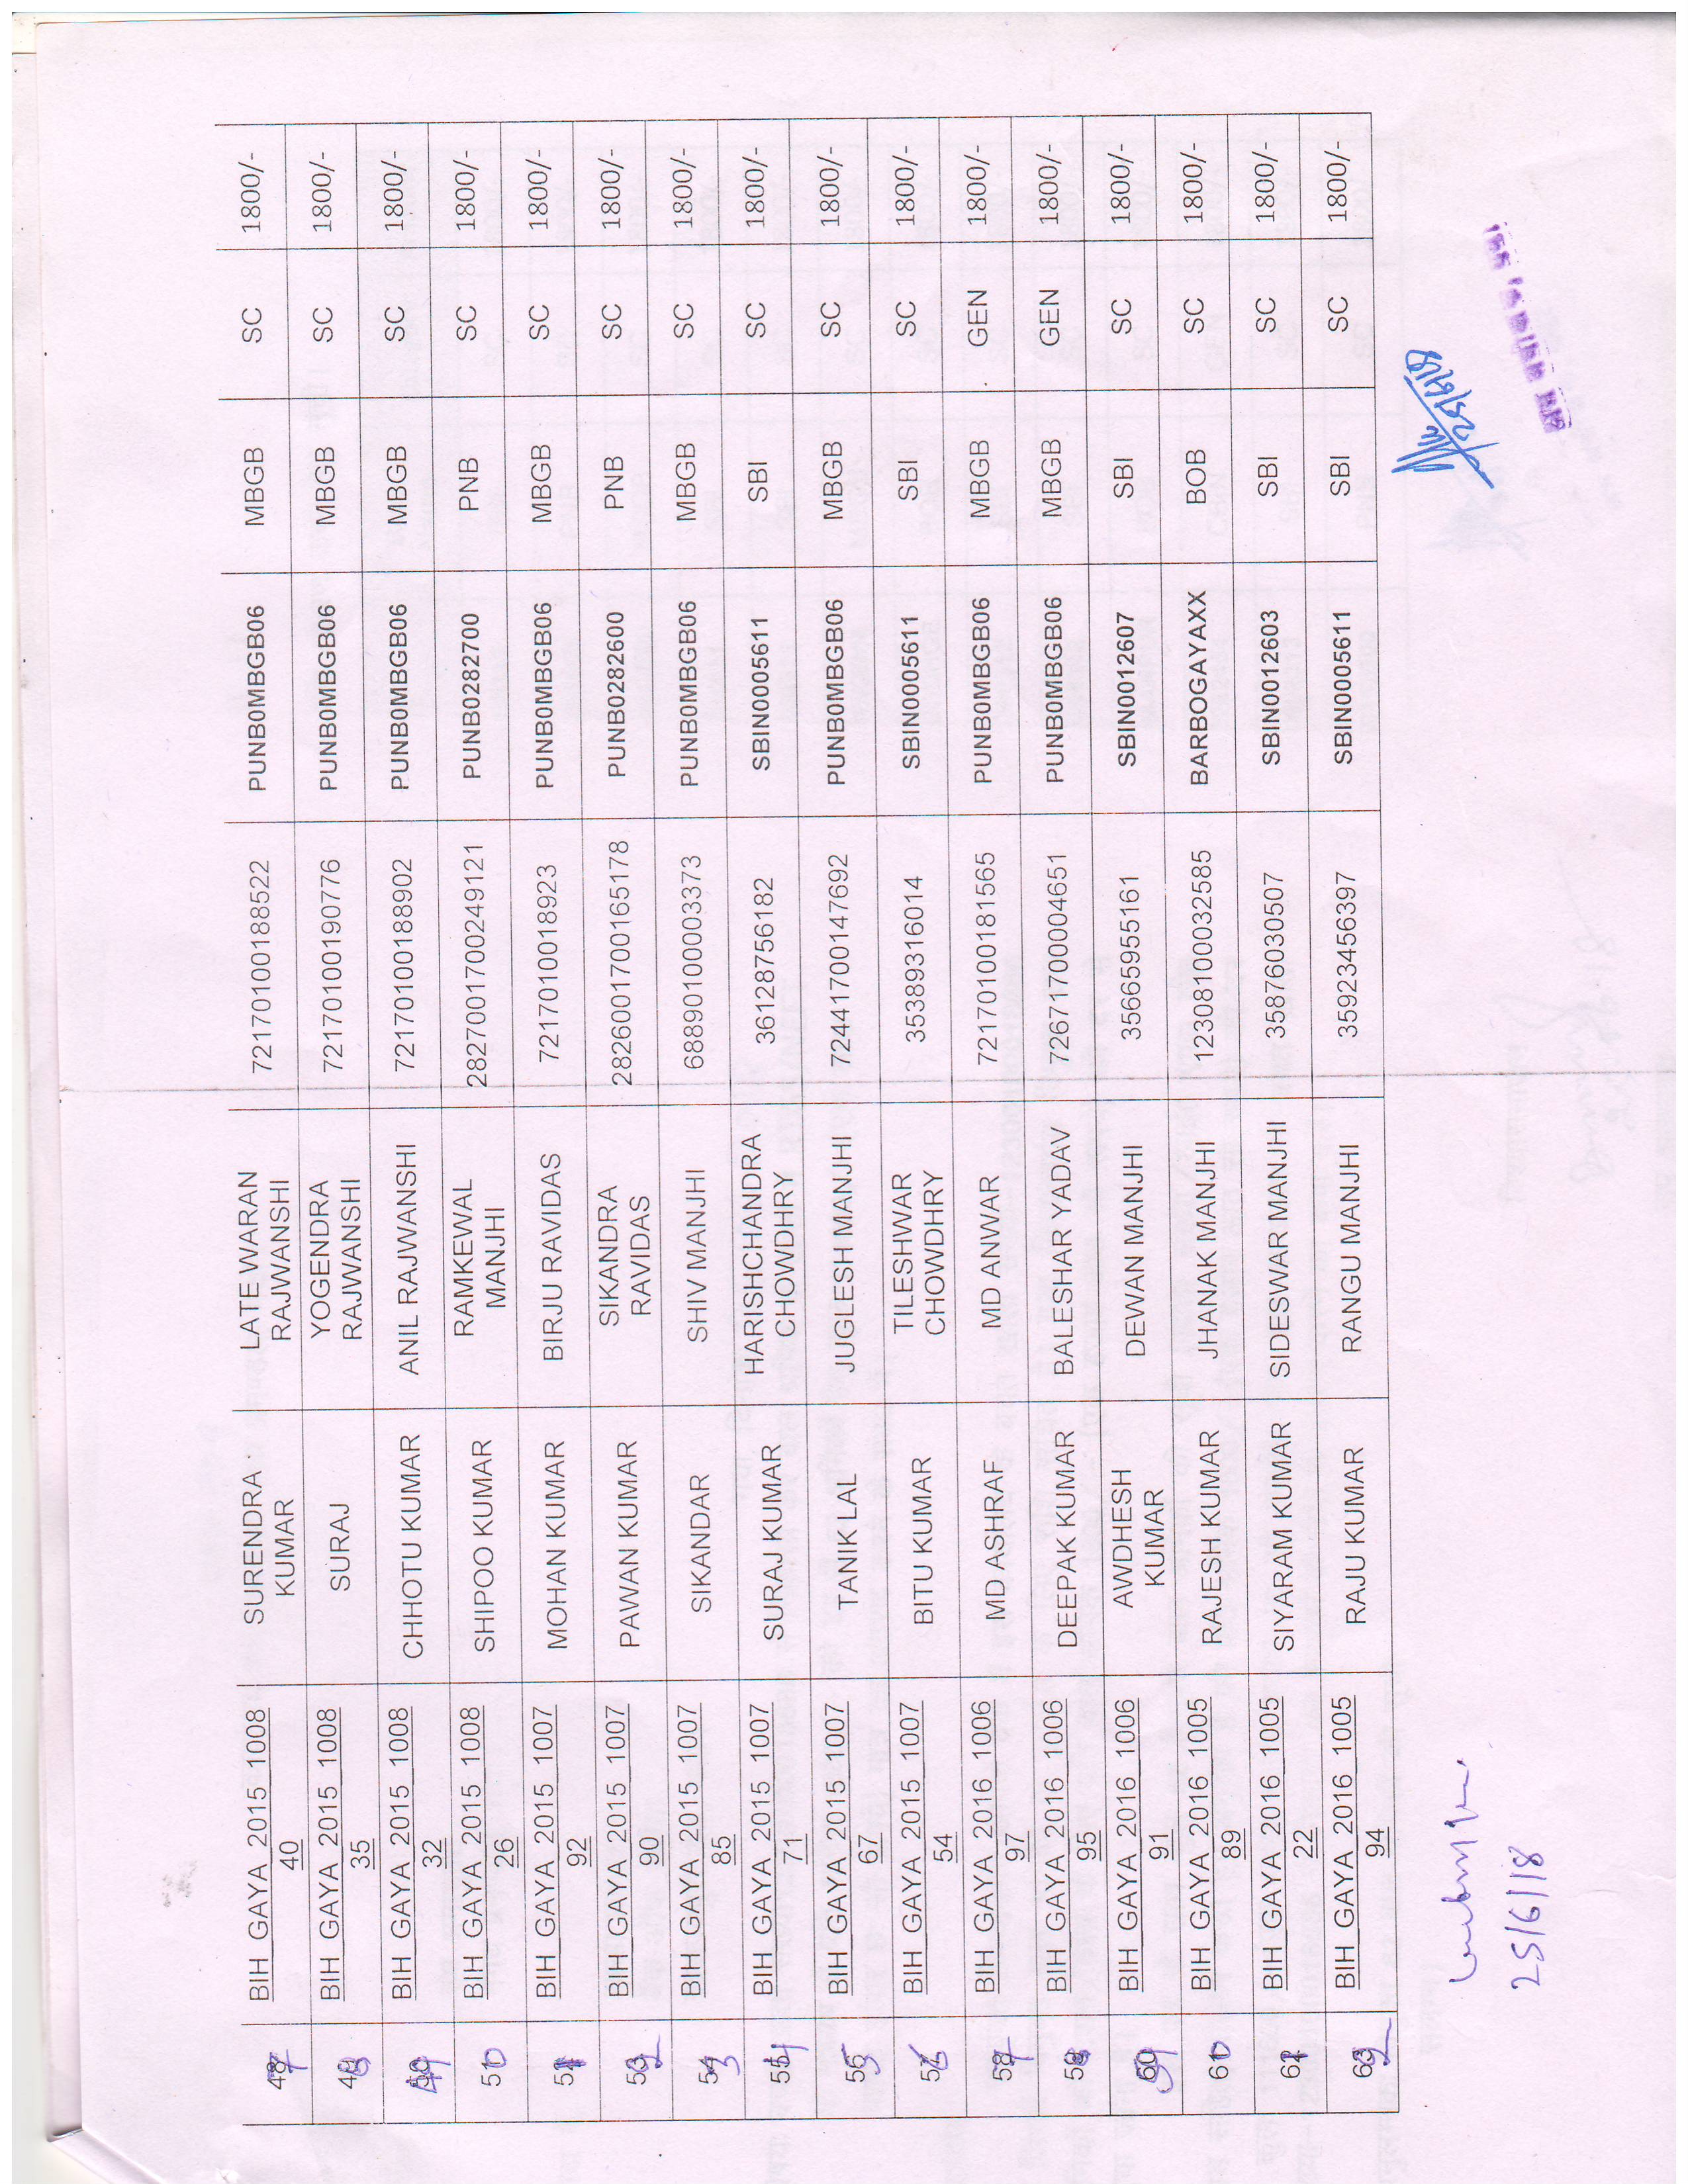 47 BIH_GAYA_2015_1008 SURENDRA LATE WARAN 72170100188522 PUNB0MBGB06 MBGB SC 1800/-
40 KUMAR RAJWANSHI
48 BIH_GAYA_2015_1008 SURAJ YOGENDRA 72170100190776 PUNB0MBGB06 MBGB SC 1800/-
35 RAJWANSHI
49 BIH_GAYA_2015_1008 CHHOTU KUMAR ANIL RAJWANSHI 72170100188902 PUNB0MBGB06 MBGB SC 1800/-
32
50 BIH_GAYA_2015_1008 SHIPOO KUMAR RAMKEWAL 2827001700249121 PUNB0282700 PNB SC 1800/-
26 MANJHI
51 BIH_GAYA_2015_1007 MOHAN KUMAR BIRJU RAVIDAS 7217010018923 PUNB0MBGB06 MBGB SC 1800/-
92
52 BIH_GAYA_2015_1007 PAWAN KUMAR SIKANDRA 2826001700165178 PUNB0282600 PNB SC 1800/-
90 RAVIDAS
53 BIH_GAYA_2015_1007 SIKANDAR SHIV MANJHI 68890100003373 PUNB0MBGB06 MBGB SC 1800/-
85
54 BIH_GAYA_2015_1007 SURAJ KUMAR HARISHCHANDRA 36128756182 SBIN0005611 SBI SC 1800/-
71 CHOWDHRY
55 BIH_GAYA_2015_1007 TANIK LAL JUGLESH MANJHI 72441700147692 PUNB0MBGB06 MBGB SC 1800/-
67
56 BIH_GAYA_2015_1007 BITU KUMAR TILESHWAR 35389316014 SBIN0005611 SBI SC 1800/-
54 CHOWDHRY
57 BIH_GAYA_2016_1006 MD ASHRAF MD ANWAR 72170100181565 PUNB0MBGB06 MBGB GEN 1800/-
97
58 BIH_GAYA_2016_1006 DEEPAK KUMAR BALESHAR YADAV 72671700004651 PUNB0MBGB06 MBGB GEN 1800/-
95
59 BIH_GAYA_2016_1006 AWDHESH DEWAN MANJHI 35665955161 SBIN0012607 SBI SC 1800/-
91 KUMAR
60 BIH_GAYA_2016_1005 RAJESH KUMAR JHANAK MANJHI 12308100032585 BARBOGAYAXX BOB SC 1800/-
89
61 BIH_GAYA_2016_1005 SIYARAM KUMAR SIDESWAR MANJHI 35876030507 SBIN0012603 SBI SC 1800/-
22
62 BIH_GAYA_2016_1005 RAJU KUMAR RANGU MANJHI 35923456397 SBIN0005611 SBI SC 1800/-
94
25/6/18
25/6/18